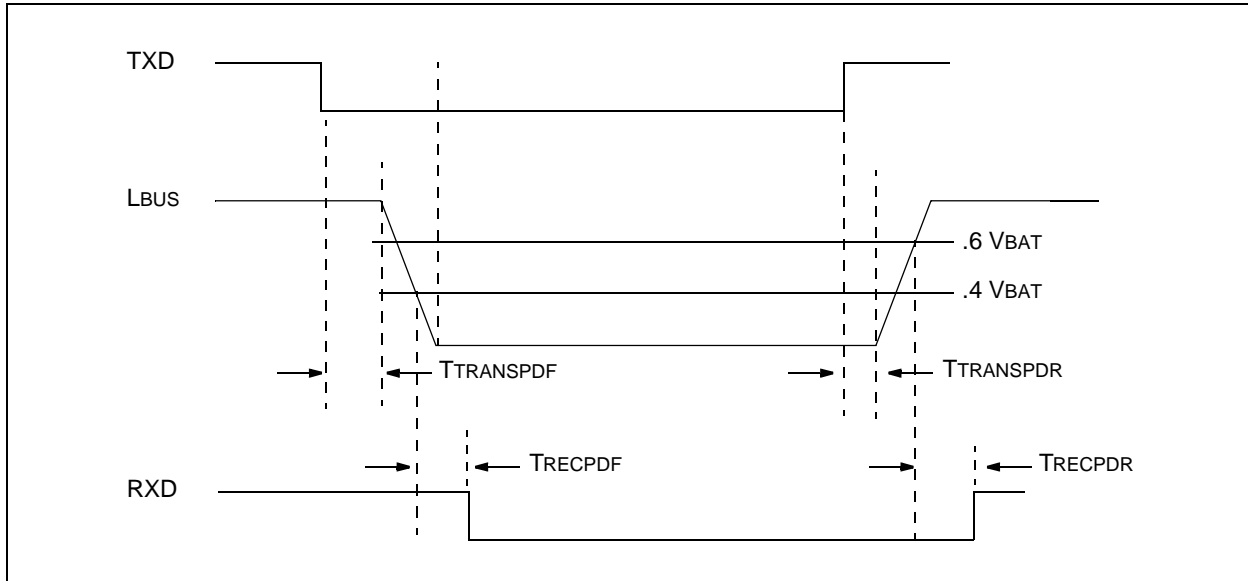 TXD
LBUS
.6 VBAT
.4 VBAT
TTRANSPDF
TTRANSPDR
TRECPDF
TRECPDR
RXD